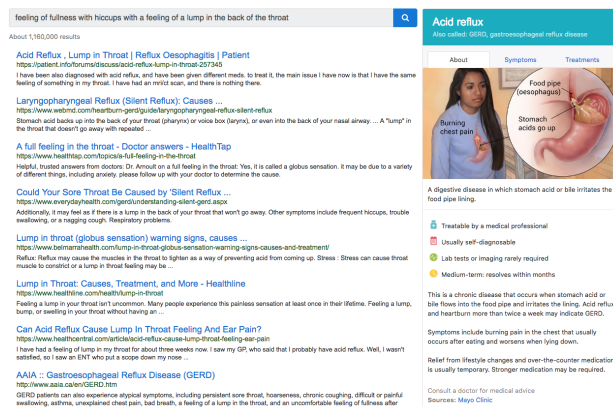 feeling of fullness with hiccups with a feeling of a lump in the back of the throat
About 1,160,000 results
Acid Reflux , Lump in Throat | Reflux Oesophagitis | Patient
https://patient.info/forums/discuss/acid-reflux-lump-in-throat-257345
I have been also diagnosed with acid reflux, and have been given different meds. to treat it, the main issue I have now is that I have the same
feeling of something in my throat. I have had an mri/ct scan, and there is nothing there.
Laryngopharyngeal Reflux (Silent Reflux): Causes ...
https://www.webmd.com/heartburn-gerd/guide/laryngopharyngeal-reflux-silent-reflux
Stomach acid backs up into the back of your throat (pharynx) or voice box (larynx), or even into the back of your nasal airway. ... A "lump" in
the throat that doesn't go away with repeated ...
A full feeling in the throat - Doctor answers - HealthTap
https://www.healthtap.com/topics/a-full-feeling-in-the-throat
Helpful, trusted answers from doctors: Dr. Arnoult on a full feeling in the throat: Yes, it is called a globus sensation. It may be due to a variety
of different things, including anxiety. please follow up with your doctor to determine the cause.
Could Your Sore Throat Be Caused by 'Silent Reflux ...
https://www.everydayhealth.com/gerd/understanding-silent-gerd.aspx
Additionally, it may feel as if there is a lump in the back of your throat that won't go away. Other symptoms include frequent hiccups, trouble
swallowing, or a nagging cough. Respiratory problems.
Lump in throat (globus sensation) warning signs, causes ...
https://www.belmarrahealth.com/lump-in-throat-globus-sensation-warning-signs-causes-and-treatment/
Reflux: Reflux may cause the muscles in the throat to tighten as a way of preventing acid from coming up. Stress : Stress can cause throat
muscle to constrict or a lump in throat feeling may be ...
Lump in Throat: Causes, Treatment, and More - Healthline
https://www.healthline.com/health/lump-in-throat
Feeling a lump in your throat isn't uncommon. Many people experience this painless sensation at least once in their lifetime. Feeling a lump,
bump, or swelling in your throat without having an ...
Can Acid Reflux Cause Lump In Throat Feeling And Ear Pain?
https://www.healthcentral.com/article/acid-reflux-cause-lump-throat-feeling-ear-pain
I have had a feeling of lump in my throat for about three weeks now. I saw my GP, who said that I probably have acid reflux. Well, I wasn't
satisfied, so I saw an ENT who put a scope down my nose ...
AAIA :: Gastroesophageal Reflux Disease (GERD)
http://www.aaia.ca/en/GERD.htm
GERD patients can also experience atypical symptoms, including persistent sore throat, hoarseness, chronic coughing, difficult or painful
swallowing, asthma, unexplained chest pain, bad breath, a feeling of a lump in the throat, and an uncomfortable feeling of fullness after
Acid reflux
Also called: GERD, gastroesophageal reflux disease
About
Symptoms
Treatments
Food pipe
(oesophagus)
Burning
chest pain
Stomach
acids go up
A digestive disease in which stomach acid or bile irritates the
food pipe lining.
Treatable by a medical professional
Usually self-diagnosable
Lab tests or imaging rarely required
Medium-term: resolves within months
This is a chronic disease that occurs when stomach acid or
bile flows into the food pipe and irritates the lining. Acid reflux
and heartburn more than twice a week may indicate GERD.
Symptoms include burning pain in the chest that usually
occurs after eating and worsens when lying down.
Relief from lifestyle changes and over-the-counter medication
is usually temporary. Stronger medication may be required.
Consult a doctor for medical advice
Sources: Mayo Clinic